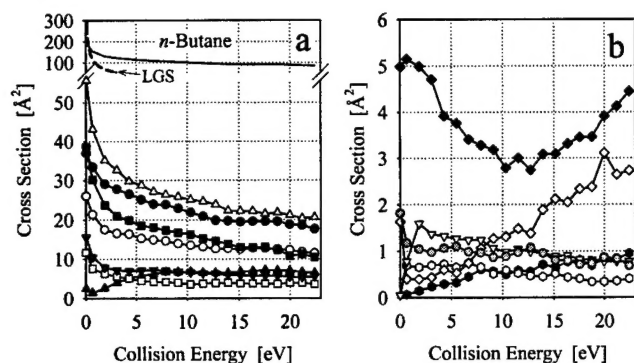 300
200
100
50
40
30
20
10
0
Cross Section [Å²]
n-Butane
LGS
a
0 5 10 15 20
Collision Energy [eV]
6
5
4
3
2
1
0
Cross Section [Å²]
b
0 5 10 15 20
Collision Energy [eV]